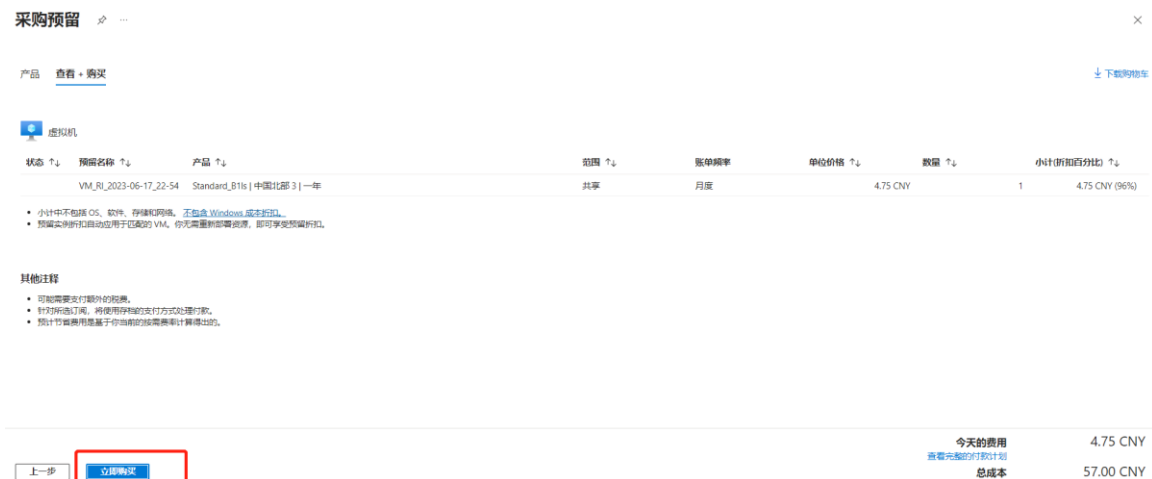 采购预留
产品 查看 + 购买 下载购物车
虚拟机
状态 预留名称 产品 范围 账单频率 单位价格 数量 小计(折扣百分比)
VM_RI_2023-06-17_22-54 Standard_B1ls | 中国北部 3 | 一年 共享 月度 4.75 CNY 1 4.75 CNY (96%)
小计中不包括 OS、软件、存储和网络。 不包含 Windows 成本折扣。
预留实例折扣自动应用于匹配的 VM。你无需重新部署资源，即可享受预留折扣。
其他注释
可能需要支付额外的税费。
针对所选订阅，将使用存档的支付方式处理付款。
预计节省费用是基于你当前的按需费率计算得出的。
今天的费用 4.75 CNY
查看完整的付款计划
上一步 立即购买 总成本 57.00 CNY